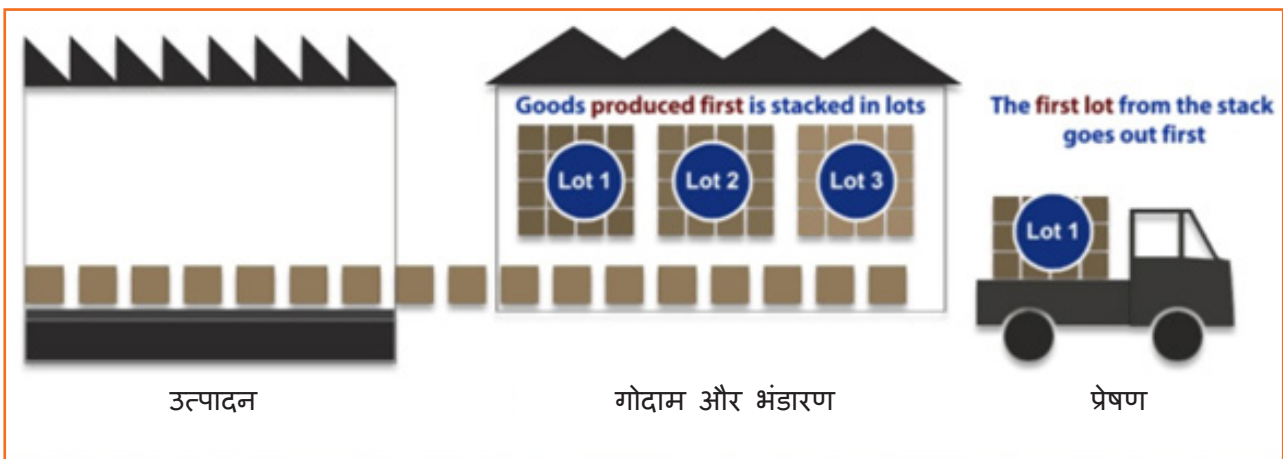 Goods produced first is stacked in lots
Lot 1
Lot 2
Lot 3
The first lot from the stack
goes out first
Lot 1
उत्पादन
गोदाम और भंडारण
प्रेषण